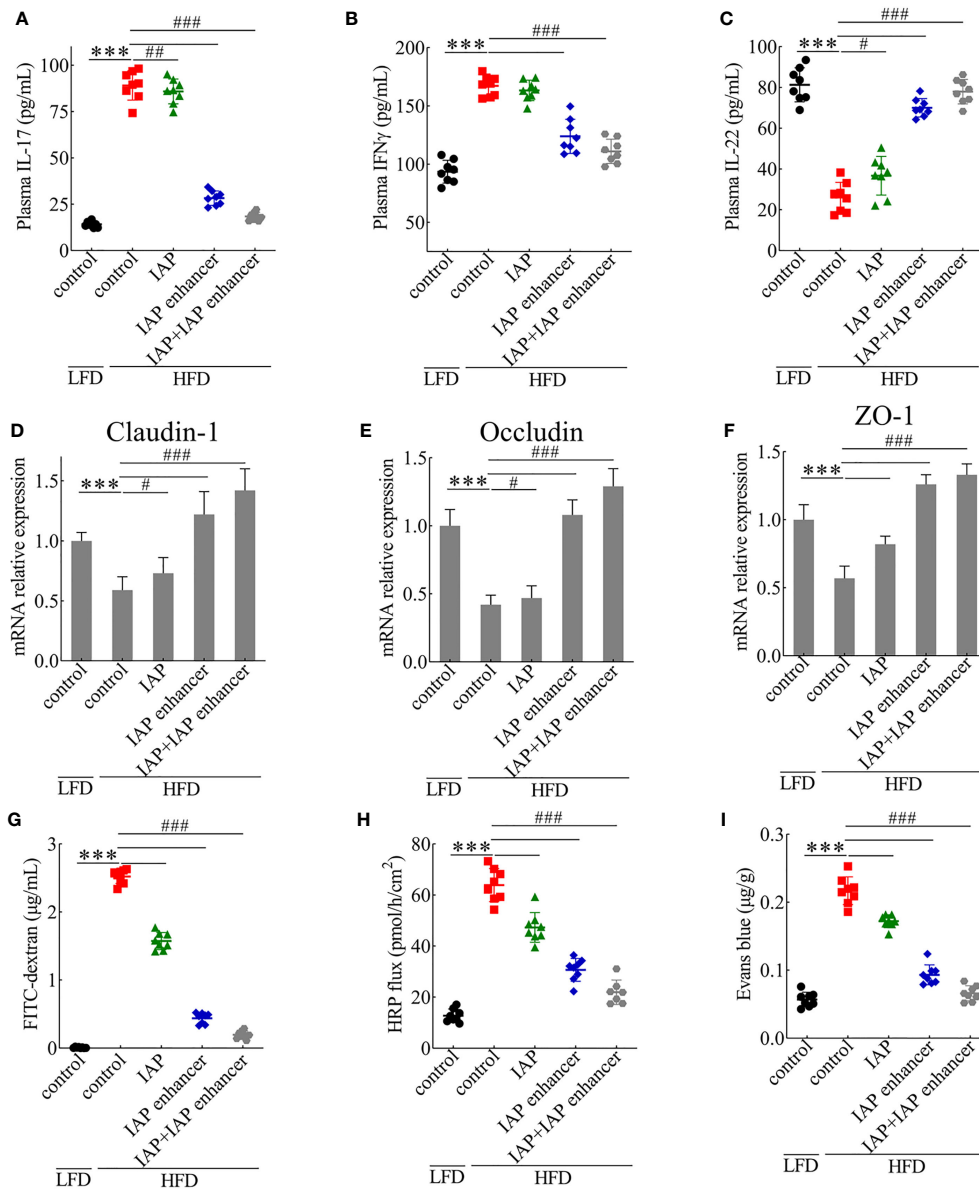 A
###
***
##
Plasma IL-17 (pg/mL)
100
75
50
25
0
control
control
IAP
IAP enhancer
IAP+IAP enhancer
LFD
HFD
B
###
***
Plasma IFNγ (pg/mL)
200
150
100
50
control
control
IAP
IAP enhancer
IAP+IAP enhancer
LFD
HFD
C
###
***
#
Plasma IL-22 (pg/mL)
100
80
60
40
20
0
control
control
IAP
IAP enhancer
IAP+IAP enhancer
LFD
HFD
D
Claudin-1
###
***
#
mRNA relative expression
1.5
1.0
0.5
0.0
control
control
IAP
IAP enhancer
IAP+IAP enhancer
LFD
HFD
E
Occludin
###
***
#
mRNA relative expression
1.5
1.0
0.5
0.0
control
control
IAP
IAP enhancer
IAP+IAP enhancer
LFD
HFD
F
ZO-1
###
***
mRNA relative expression
1.5
1.0
0.5
0.0
control
control
IAP
IAP enhancer
IAP+IAP enhancer
LFD
HFD
G
###
***
FITC-dextran (μg/mL)
3
2
1
0
control
control
IAP
IAP enhancer
IAP+IAP enhancer
LFD
HFD
H
###
***
HRP flux (pmol/h/cm²)
80
60
40
20
0
control
control
IAP
IAP enhancer
IAP+IAP enhancer
LFD
HFD
I
###
***
Evans blue (μg/g)
0.3
0.2
0.1
0.0
control
control
IAP
IAP enhancer
IAP+IAP enhancer
LFD
HFD